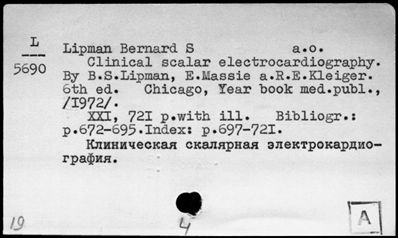 L
5690
Lipman Bernard S a.o.
Clinical scalar electrocardiography.
By B.S.Lipman, E.Massie a.R.E.Kleiger.
6th ed. Chicago, Year book med.publ.,
/I972/.
XXI, 72I p.with ill. Bibliogr.:
p.672-695.Index: p.697-72I.
Клиническая скалярная электрокардио-
графия.
19
4
A